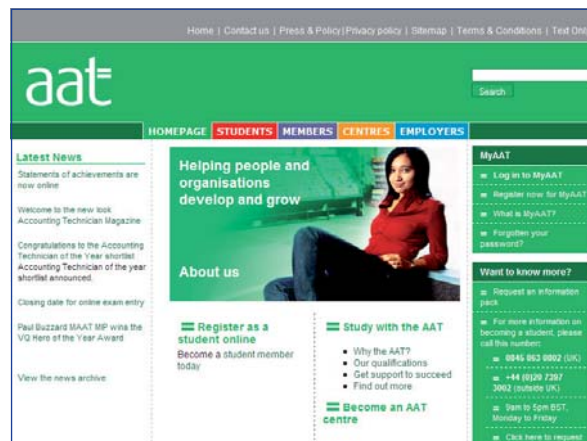 Home | Contact us | Press & Policy|Privacy policy | Sitemap | Terms & Conditions | Text Onl
aat
Search
HOMEPAGE STUDENTS MEMBERS CENTRES EMPLOYERS
Latest News
Statements of achievements are
now online
Welcome to the new look
Accounting Technician Magazine
Congratulations to the Accounting
Technician of the Year shortlist
Accounting Technician of the year
shortlist announced.
Closing date for online exam entry
Paul Buzzard MAAT MIP wins the
VQ Hero of the Year Award
View the news archive
Helping people and
organisations
develop and grow
About us
Register as a
student online
Become a student member
today
Study with the AAT
Why the AAT?
Our qualifications
Get support to succeed
Find out more
Become an AAT
centre
MyAAT
Log in to MyAAT
Register now for MyAAT
What is MyAAT?
Forgotten your
password?
Want to know more?
Request an information
pack
For more information on
becoming a student, please
call this number:
0845 863 0802 (UK)
+44 (0)20 7397
3002 (outside UK)
9am to 5pm BST,
Monday to Friday
Click here to request